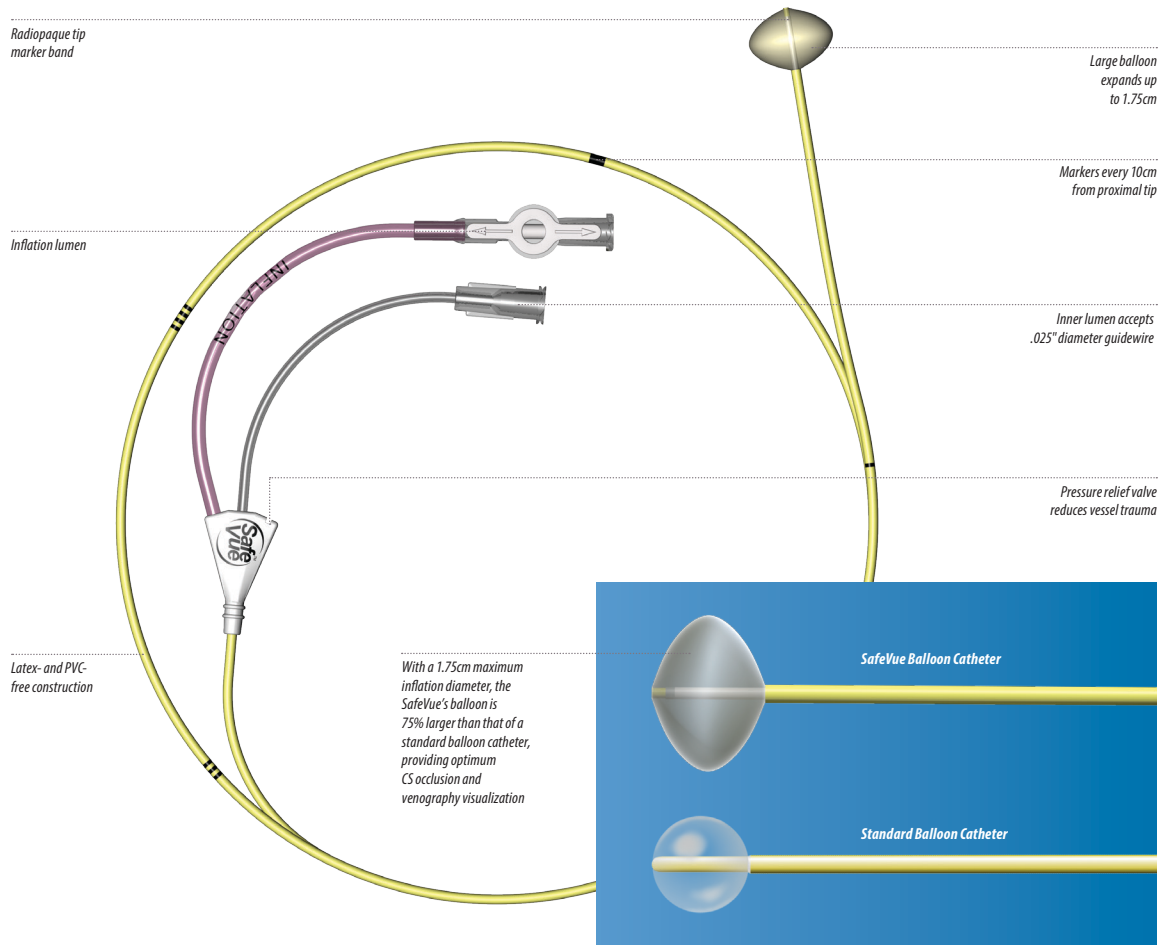 Radiopaque tip
marker band
Large balloon
expands up
to 1.75cm
Markers every 10cm
from proximal tip
Inflation lumen
INFLATION
Inner lumen accepts
.025" diameter guidewire
Pressure relief valve
reduces vessel trauma
Safe
Vue™
Latex- and PVC-
free construction
With a 1.75cm maximum
inflation diameter, the
SafeVue’s balloon is
75% larger than that of a
standard balloon catheter,
providing optimum
CS occlusion and
venography visualization
SafeVue Balloon Catheter
Standard Balloon Catheter